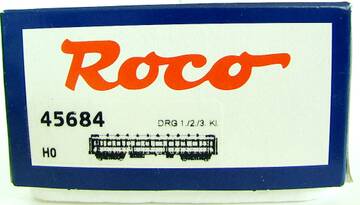 Roco
45684 DRG 1./2./3. Kl.
H0